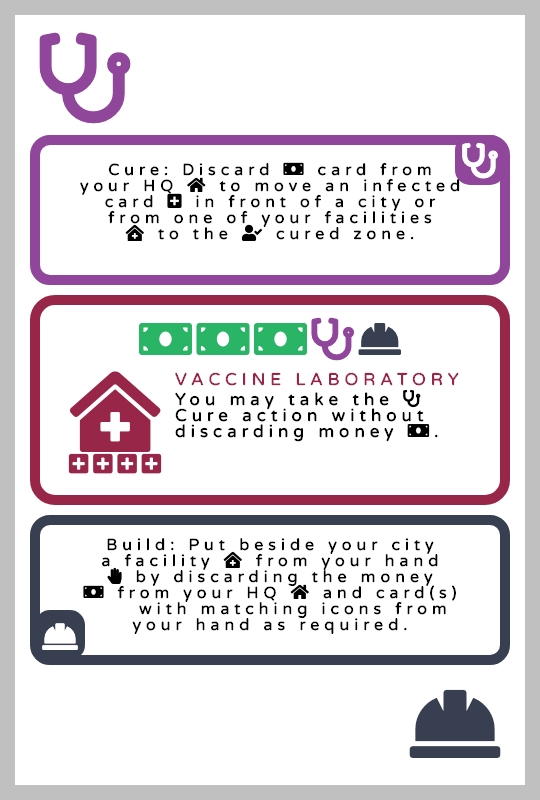 Cure: Discard card from
your HQ to move an infected
card in front of a city or
from one of your facilities
to the cured zone.
VACCINE LABORATORY
You may take the
Cure action without
discarding money .
Build: Put beside your city
a facility from your hand
by discarding the money
from your HQ and card(s)
with matching icons from
your hand as required.